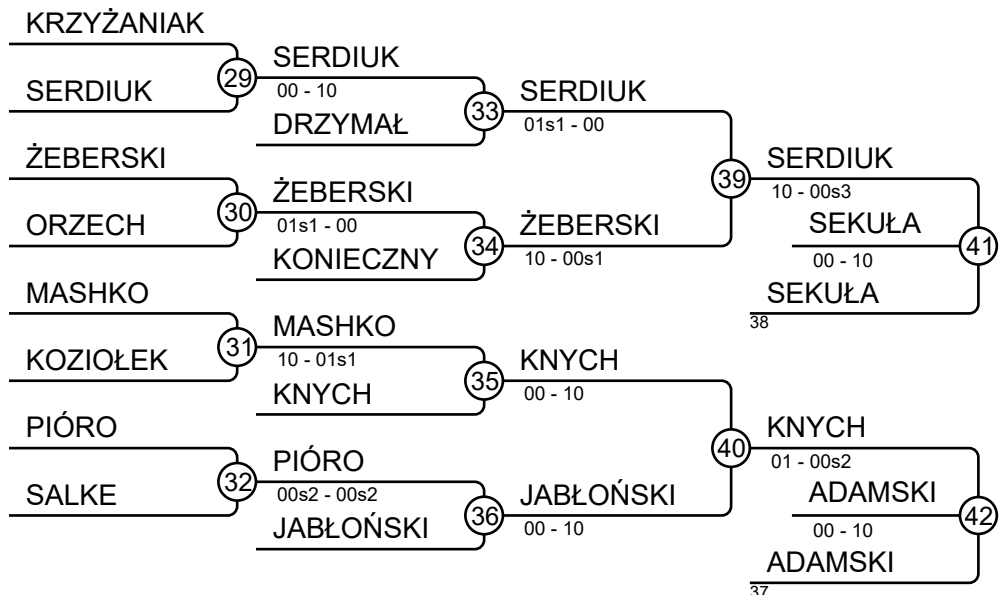 KRZYŻANIAK
29
SERDIUK
00 - 10
SERDIUK
33
SERDIUK
01s1 - 00
DRZYMAŁ
39
SERDIUK
10 - 00s3
ŻEBERSKI
30
ŻEBERSKI
01s1 - 00
ORZECH
34
ŻEBERSKI
10 - 00s1
KONIECZNY
SEKUŁA
00 - 10
41
SEKUŁA
38
MASHKO
31
MASHKO
10 - 01s1
KOZIOŁEK
35
KNYCH
00 - 10
KNYCH
40
KNYCH
01 - 00s2
PIÓRO
32
PIÓRO
00s2 - 00s2
SALKE
36
JABŁOŃSKI
00 - 10
JABŁOŃSKI
ADAMSKI
00 - 10
42
ADAMSKI
37